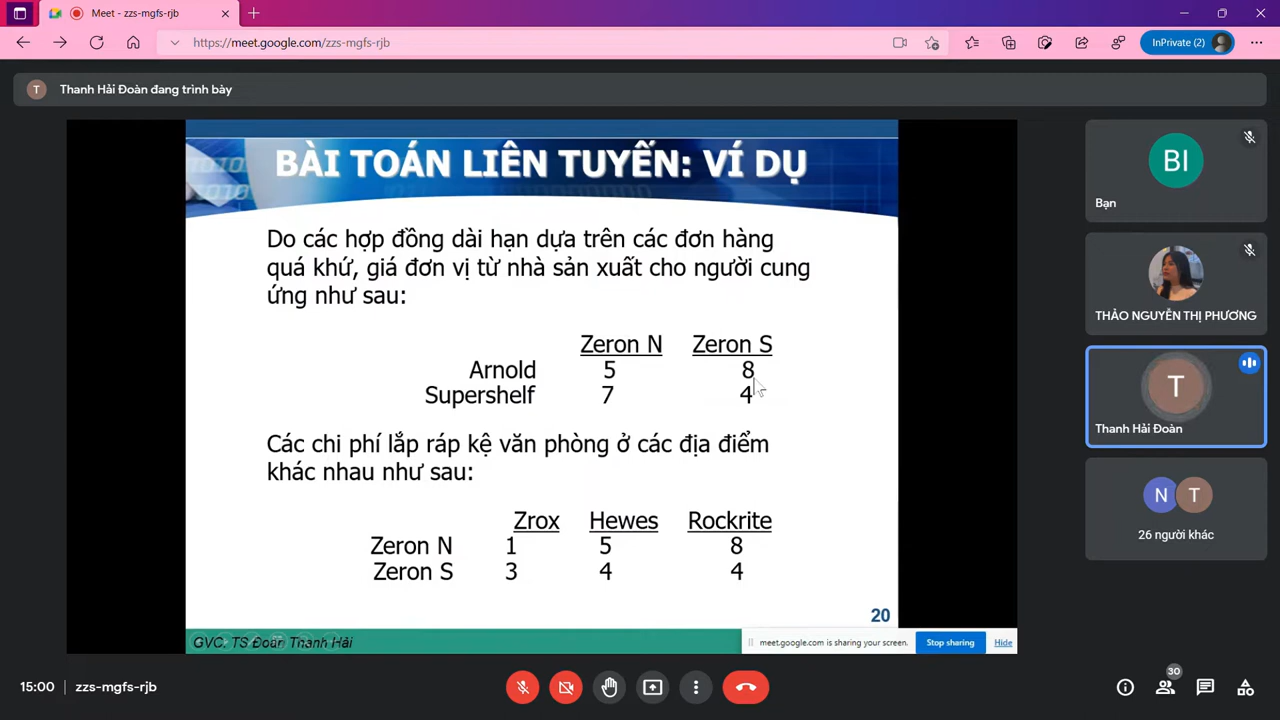 Meet - zzs-mgfs-rjb
https://meet.google.com/zzs-mgfs-rjb
InPrivate (2)
T
Thanh Hải Đoàn đang trình bày
BÀI TOÁN LIÊN TUYẾN: VÍ DỤ
Do các hợp đồng dài hạn dựa trên các đơn hàng
quá khứ, giá đơn vị từ nhà sản xuất cho người cung
ứng như sau:
Zeron N Zeron S
Arnold 5 8
Supershelf 7 4
Các chi phí lắp ráp kệ văn phòng ở các địa điểm
khác nhau như sau:
Zrox Hewes Rockrite
Zeron N 1 5 8
Zeron S 3 4 4
20
GVC. TS Đoàn Thanh Hải
meet.google.com is sharing your screen. Stop sharing Hide
BI
Bạn
THẢO NGUYỄN THỊ PHƯƠNG
T
Thanh Hải Đoàn
N T
26 người khác
15:00 | zzs-mgfs-rjb
30